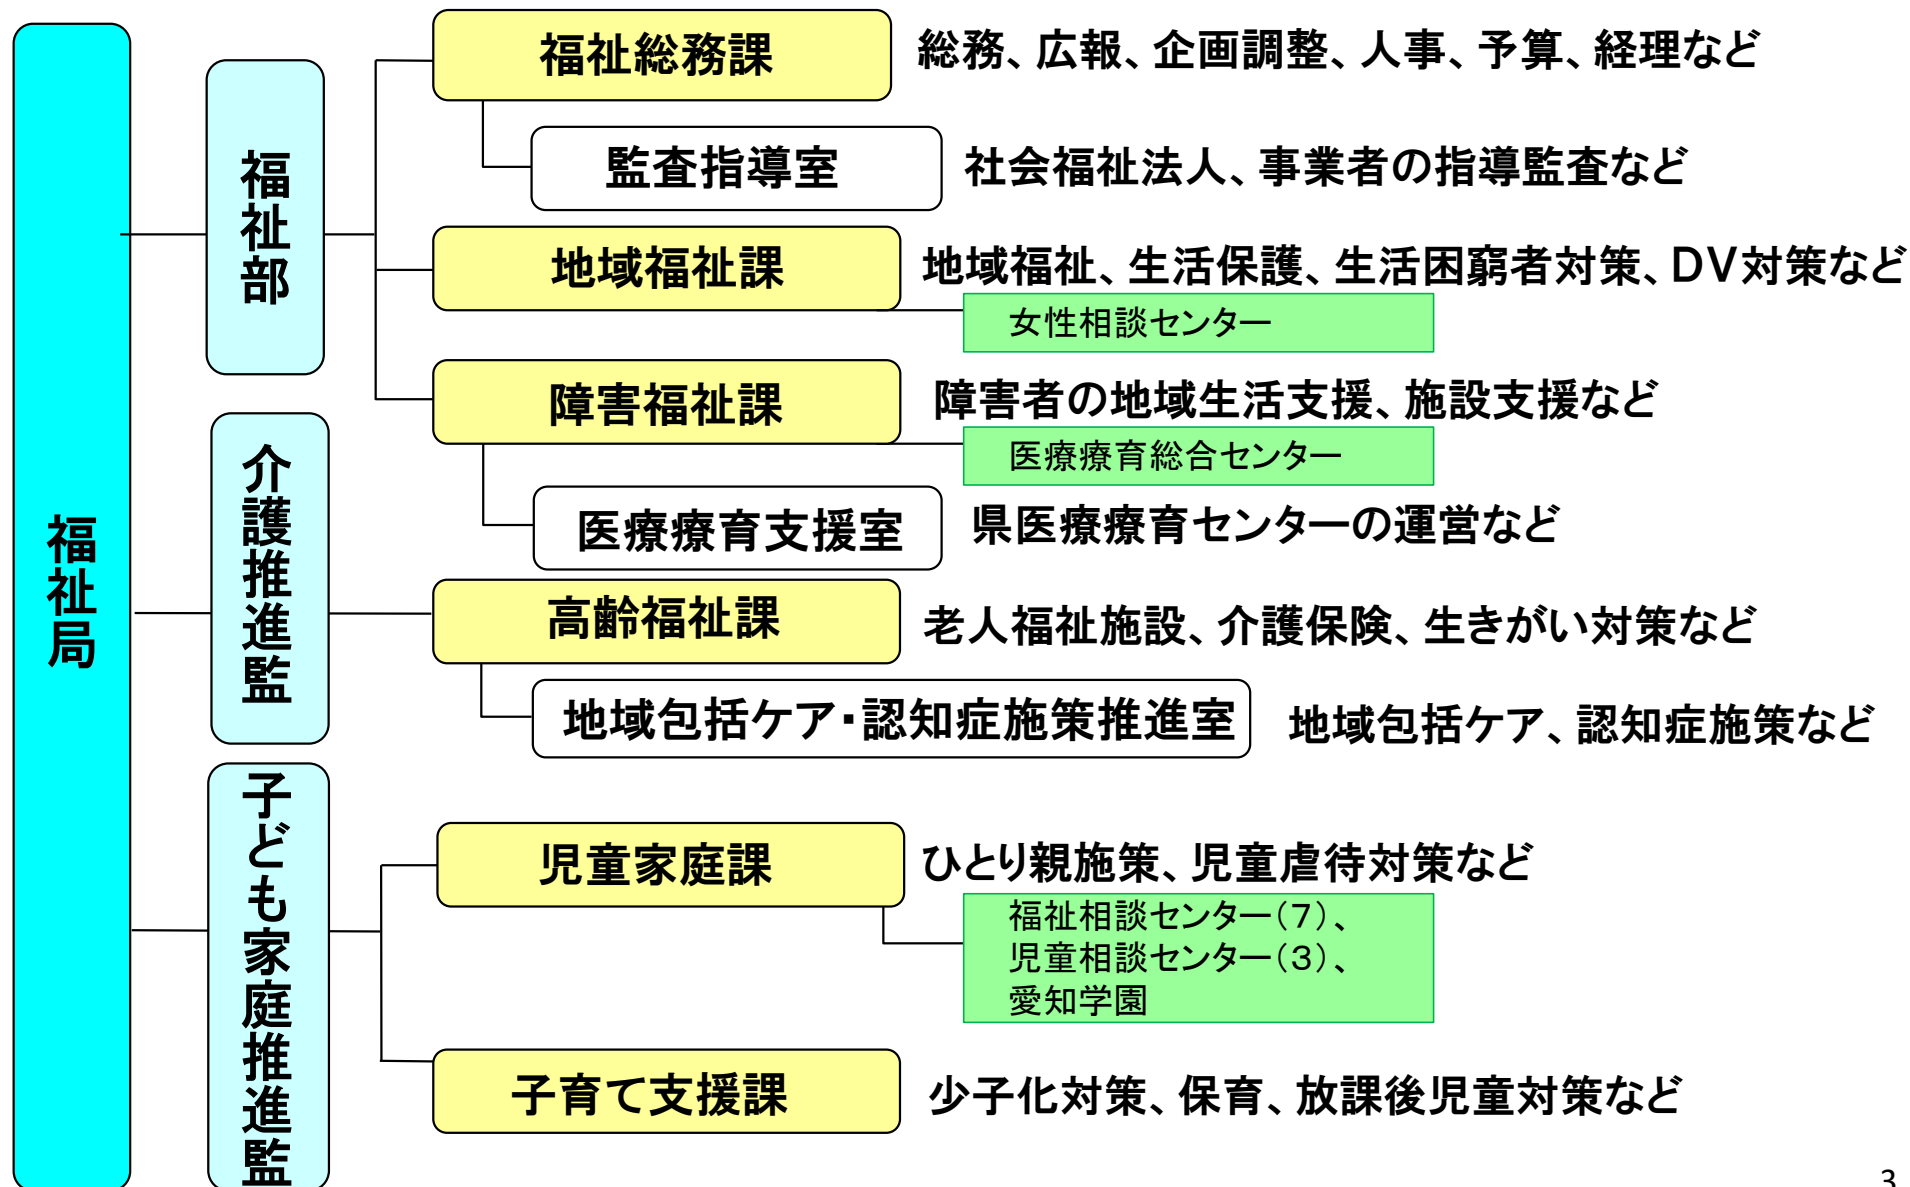 福祉局
福祉部
福祉総務課
総務、広報、企画調整、人事、予算、経理など
監査指導室
社会福祉法人、事業者の指導監査など
地域福祉課
地域福祉、生活保護、生活困窮者対策、DV対策など
女性相談センター
障害福祉課
障害者の地域生活支援、施設支援など
医療療育総合センター
医療療育支援室
県医療療育センターの運営など
介護推進監
高齢福祉課
老人福祉施設、介護保険、生きがい対策など
地域包括ケア・認知症施策推進室
地域包括ケア、認知症施策など
子ども家庭推進監
児童家庭課
ひとり親施策、児童虐待対策など
福祉相談センター(7)、
児童相談センター(3)、
愛知学園
子育て支援課
少子化対策、保育、放課後児童対策など
3